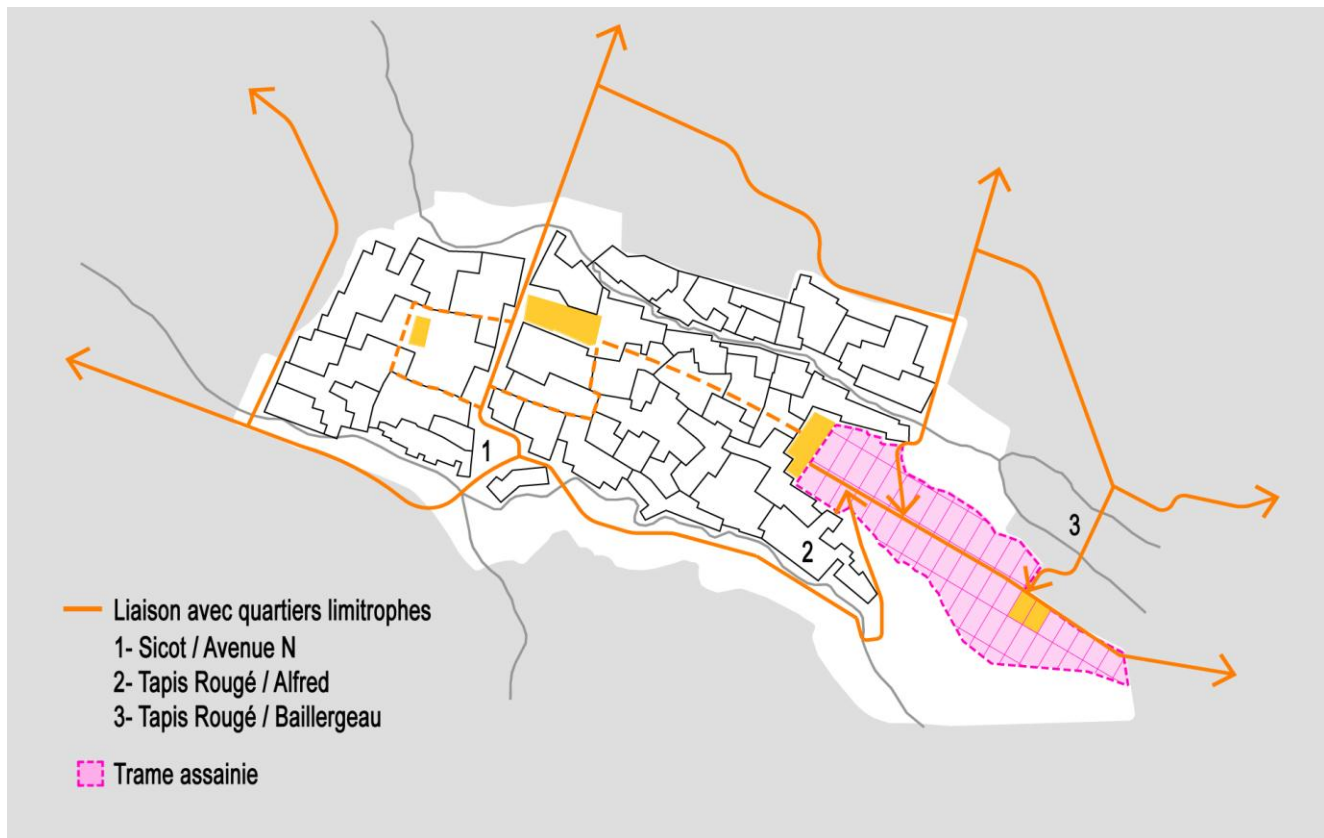 1
2
3
Liaison avec quartiers limitrophes
1- Sicot / Avenue N
2- Tapis Rougé / Alfred
3- Tapis Rougé / Baillergeau
Trame assainie